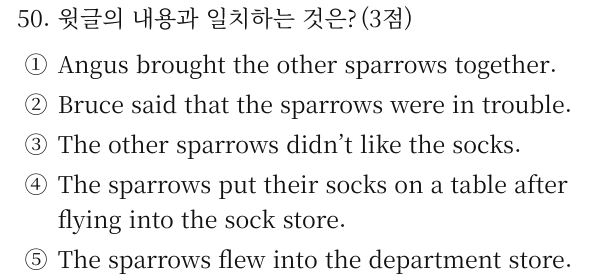 50. 윗글의 내용과 일치하는 것은? (3점)
① Angus brought the other sparrows together.
② Bruce said that the sparrows were in trouble.
③ The other sparrows didn’t like the socks.
④ The sparrows put their socks on a table after
flying into the sock store.
⑤ The sparrows flew into the department store.